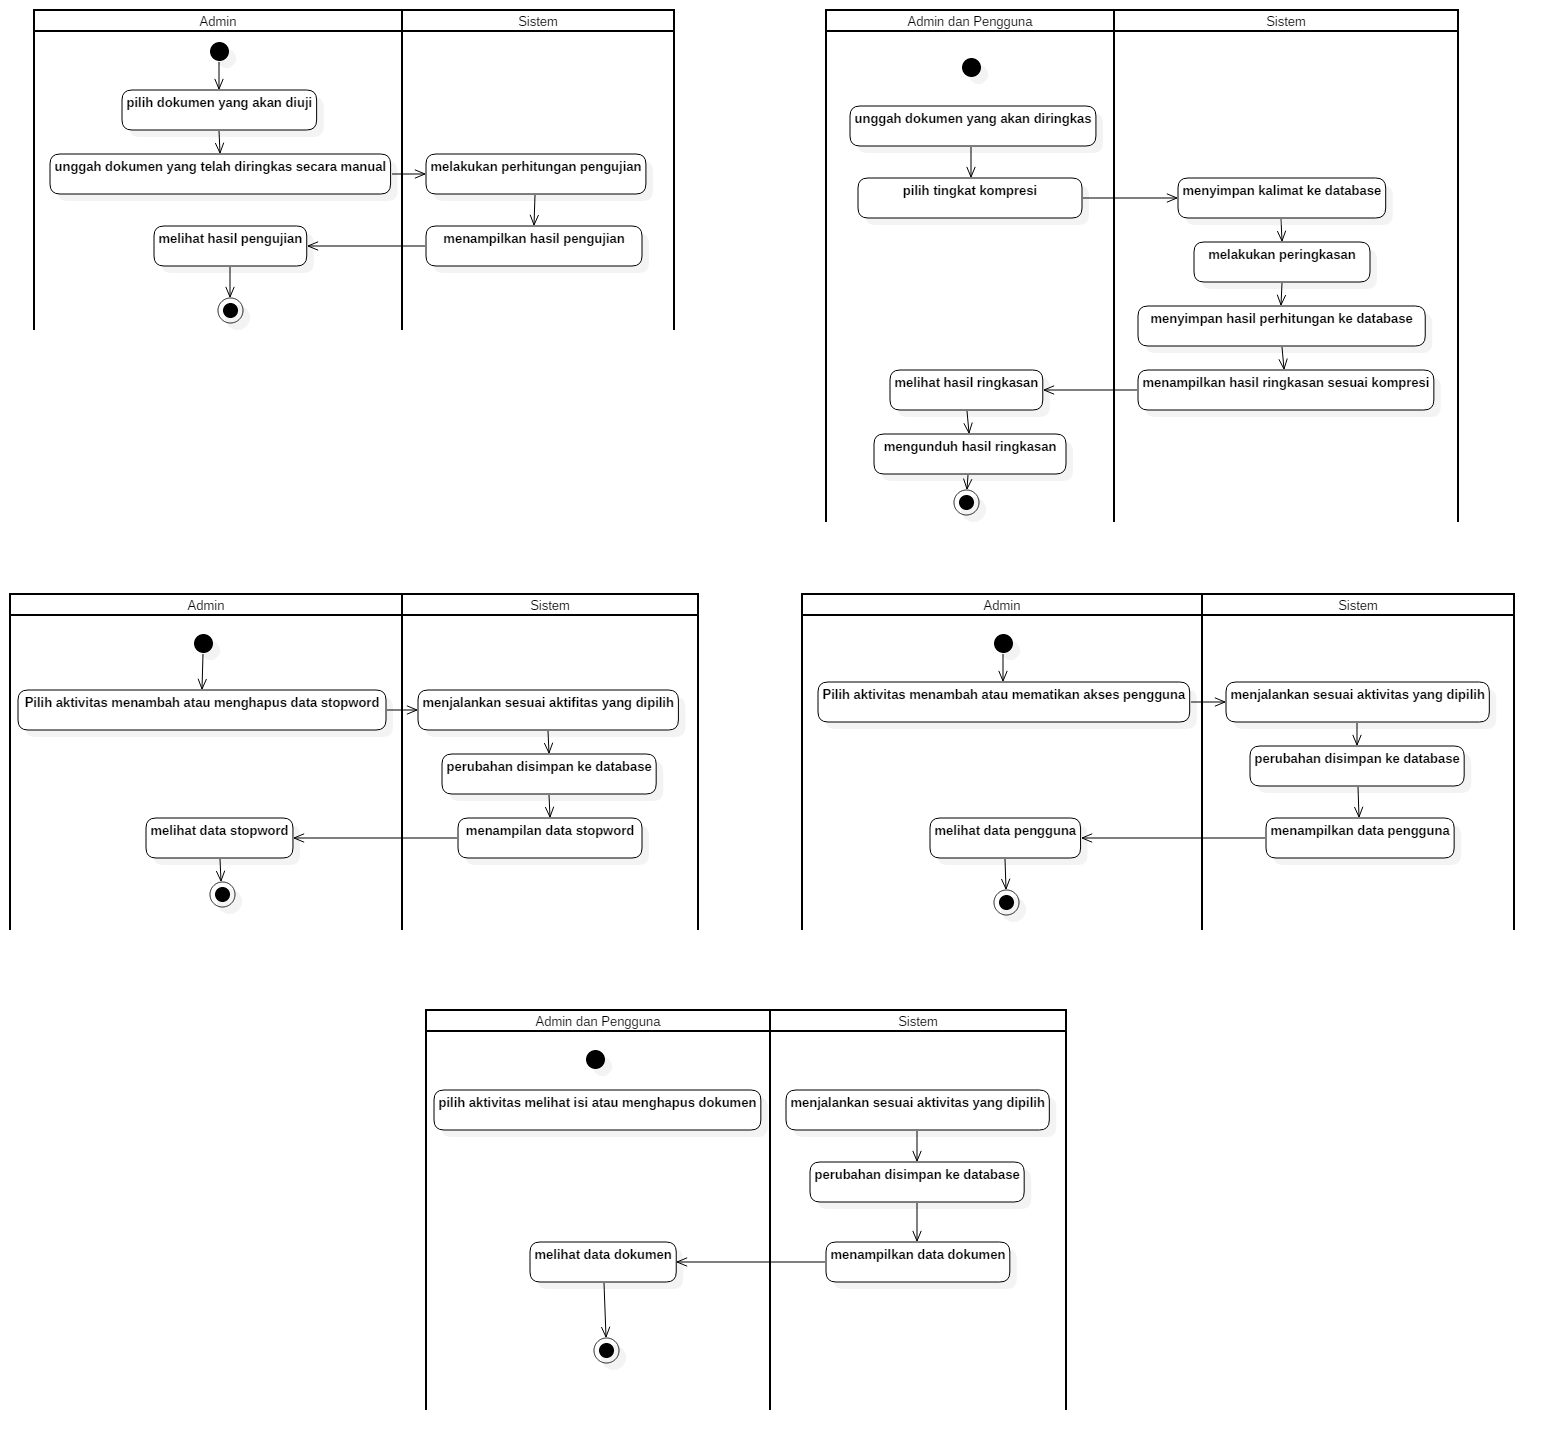 Admin
Sistem
pilih dokumen yang akan diuji
unggah dokumen yang telah diringkas secara manual
melakukan perhitungan pengujian
melihat hasil pengujian
menampilkan hasil pengujian
Admin dan Pengguna
Sistem
unggah dokumen yang akan diringkas
pilih tingkat kompresi
menyimpan kalimat ke database
melakukan peringkasan
menyimpan hasil perhitungan ke database
melihat hasil ringkasan
menampilkan hasil ringkasan sesuai kompresi
mengunduh hasil ringkasan
Admin
Sistem
Pilih aktivitas menambah atau menghapus data stopword
menjalankan sesuai aktifitas yang dipilih
perubahan disimpan ke database
melihat data stopword
menampilan data stopword
Admin
Sistem
Pilih aktivitas menambah atau mematikan akses pengguna
menjalankan sesuai aktivitas yang dipilih
perubahan disimpan ke database
melihat data pengguna
menampilkan data pengguna
Admin dan Pengguna
Sistem
pilih aktivitas melihat isi atau menghapus dokumen
menjalankan sesuai aktivitas yang dipilih
perubahan disimpan ke database
melihat data dokumen
menampilkan data dokumen